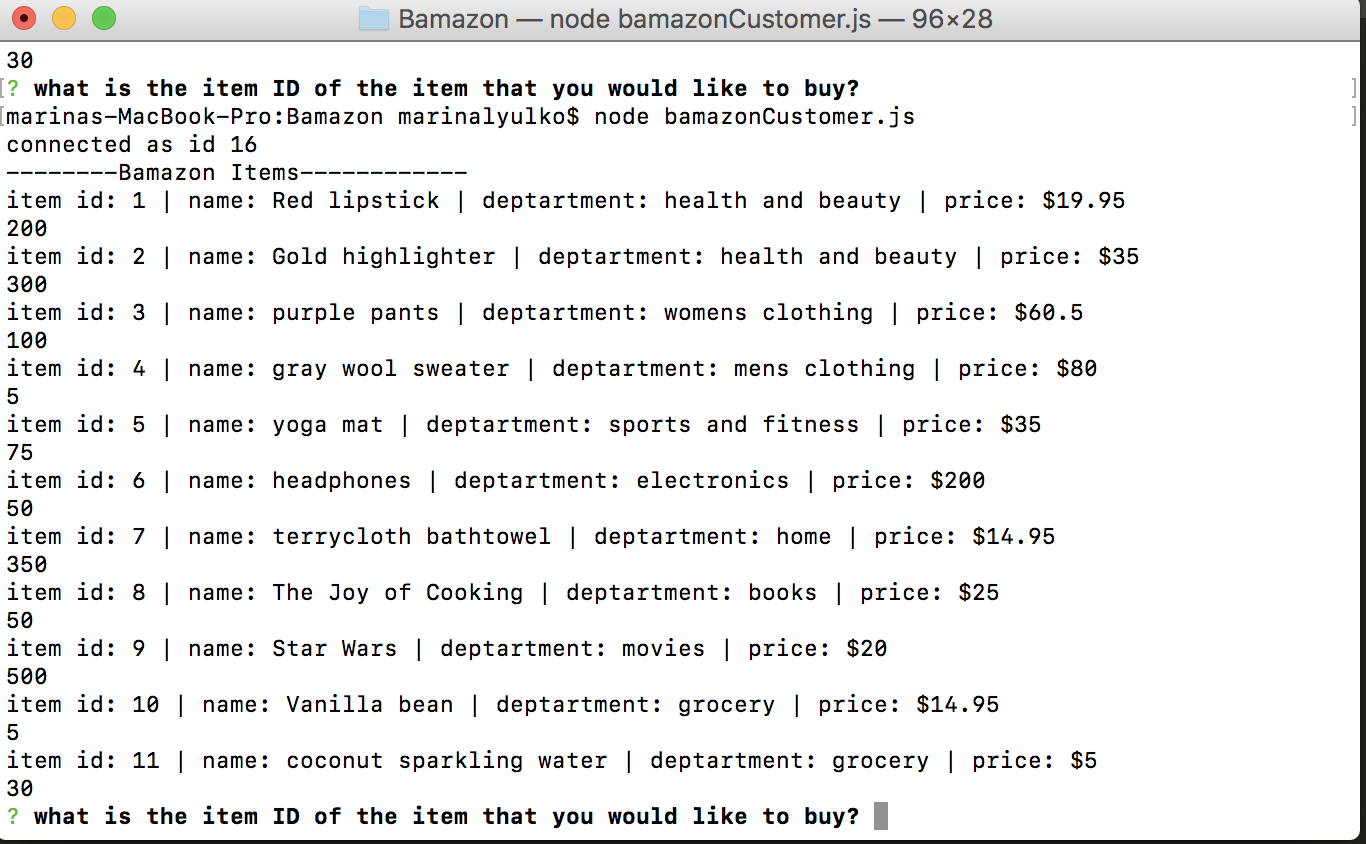 Bamazon — node bamazonCustomer.js — 96×28
30
[? what is the item ID of the item that you would like to buy? ]
[marinas-MacBook-Pro:Bamazon marinalyulko$ node bamazonCustomer.js ]
connected as id 16
--------Bamazon Items------------
item id: 1 | name: Red lipstick | deptartment: health and beauty | price: $19.95
200
item id: 2 | name: Gold highlighter | deptartment: health and beauty | price: $35
300
item id: 3 | name: purple pants | deptartment: womens clothing | price: $60.5
100
item id: 4 | name: gray wool sweater | deptartment: mens clothing | price: $80
5
item id: 5 | name: yoga mat | deptartment: sports and fitness | price: $35
75
item id: 6 | name: headphones | deptartment: electronics | price: $200
50
item id: 7 | name: terrycloth bathtowel | deptartment: home | price: $14.95
350
item id: 8 | name: The Joy of Cooking | deptartment: books | price: $25
50
item id: 9 | name: Star Wars | deptartment: movies | price: $20
500
item id: 10 | name: Vanilla bean | deptartment: grocery | price: $14.95
5
item id: 11 | name: coconut sparkling water | deptartment: grocery | price: $5
30
? what is the item ID of the item that you would like to buy?